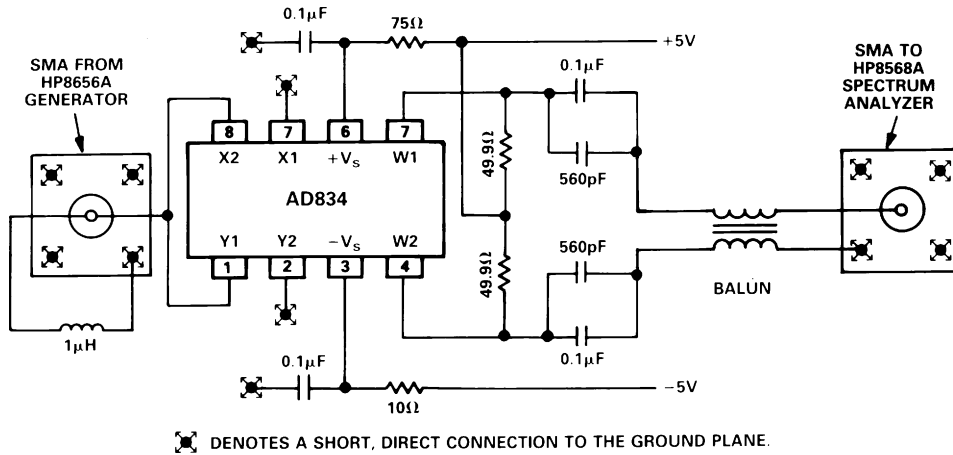 0.1µF
75Ω
+5V
SMA FROM
HP8656A
GENERATOR
0.1µF
SMA TO
HP8568A
SPECTRUM
ANALYZER
8 7 6 7
X2 X1 +VS W1
49.9Ω
560pF
AD834
Y1 Y2 −VS W2
1 2 3 4
49.9Ω
560pF
BALUN
1µH
0.1µF
0.1µF
10Ω
−5V
DENOTES A SHORT, DIRECT CONNECTION TO THE GROUND PLANE.